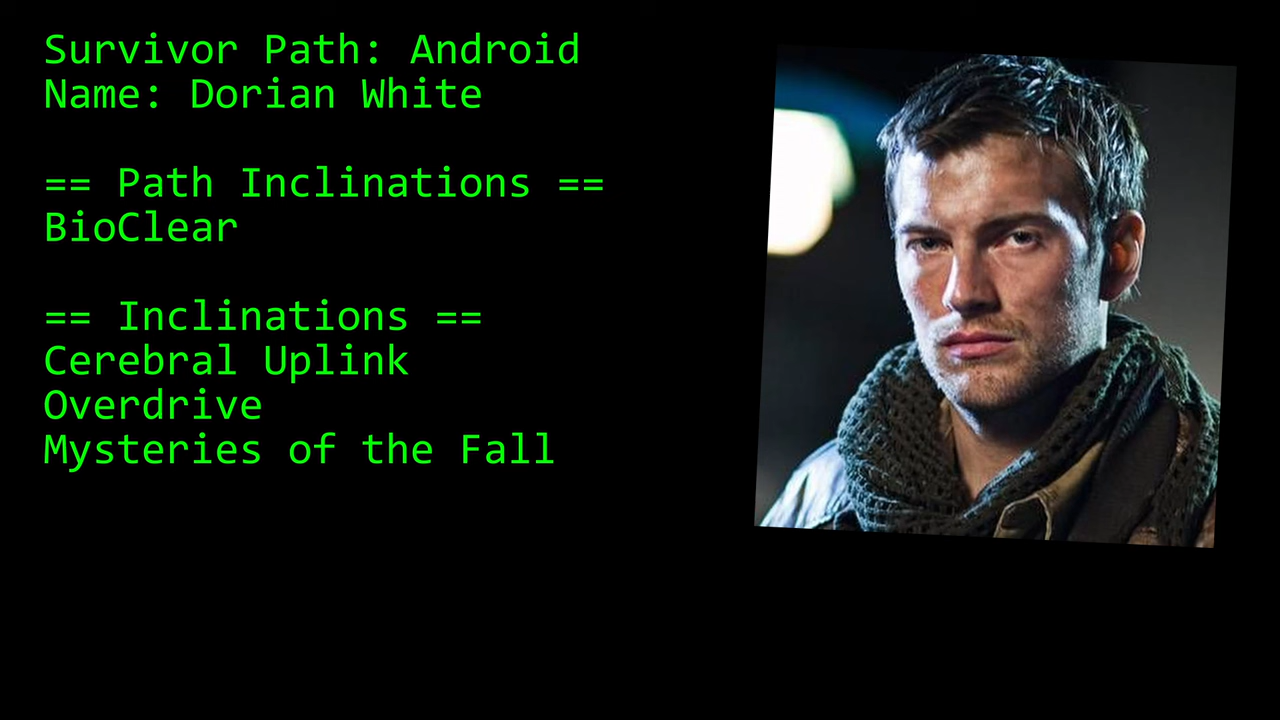 Survivor Path: Android
Name: Dorian White
== Path Inclinations ==
BioClear
== Inclinations ==
Cerebral Uplink
Overdrive
Mysteries of the Fall